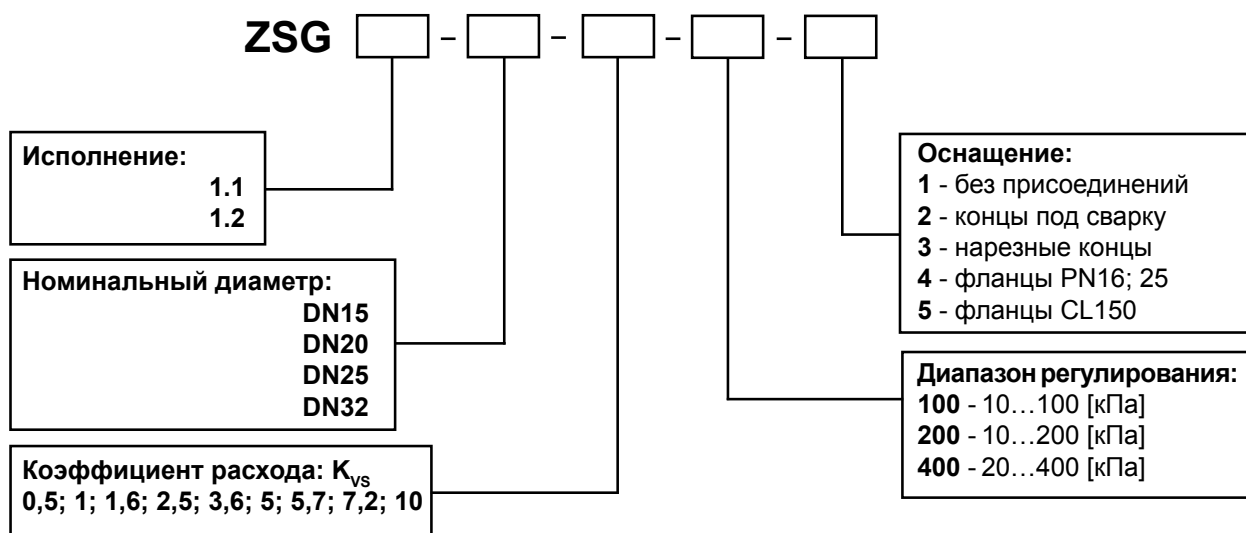 ZSG – – – –
Исполнение:
1.1
1.2
Номинальный диаметр:
DN15
DN20
DN25
DN32
Коэффициент расхода: Kvs
0,5; 1; 1,6; 2,5; 3,6; 5; 5,7; 7,2; 10
Оснащение:
1 - без присоединений
2 - концы под сварку
3 - нарезные концы
4 - фланцы PN16; 25
5 - фланцы CL150
Диапазон регулирования:
100 - 10…100 [кПа]
200 - 10…200 [кПа]
400 - 20…400 [кПа]